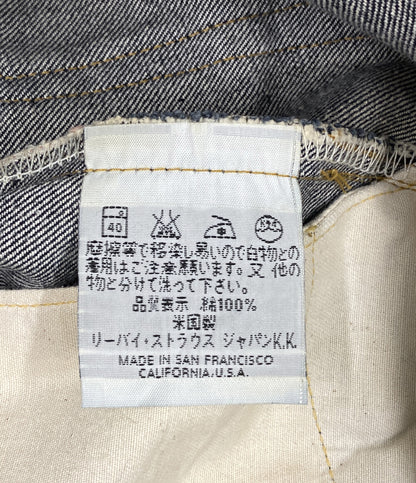 40
摩擦等で移染し易いので白物との
着用はご注意願います。又 他の
物と分けて洗って下さい。
品質表示 綿100%
米国製
リーバイ・ストラウス ジャパンK.K.
MADE IN SAN FRANCISCO
CALIFORNIA,U.S.A.